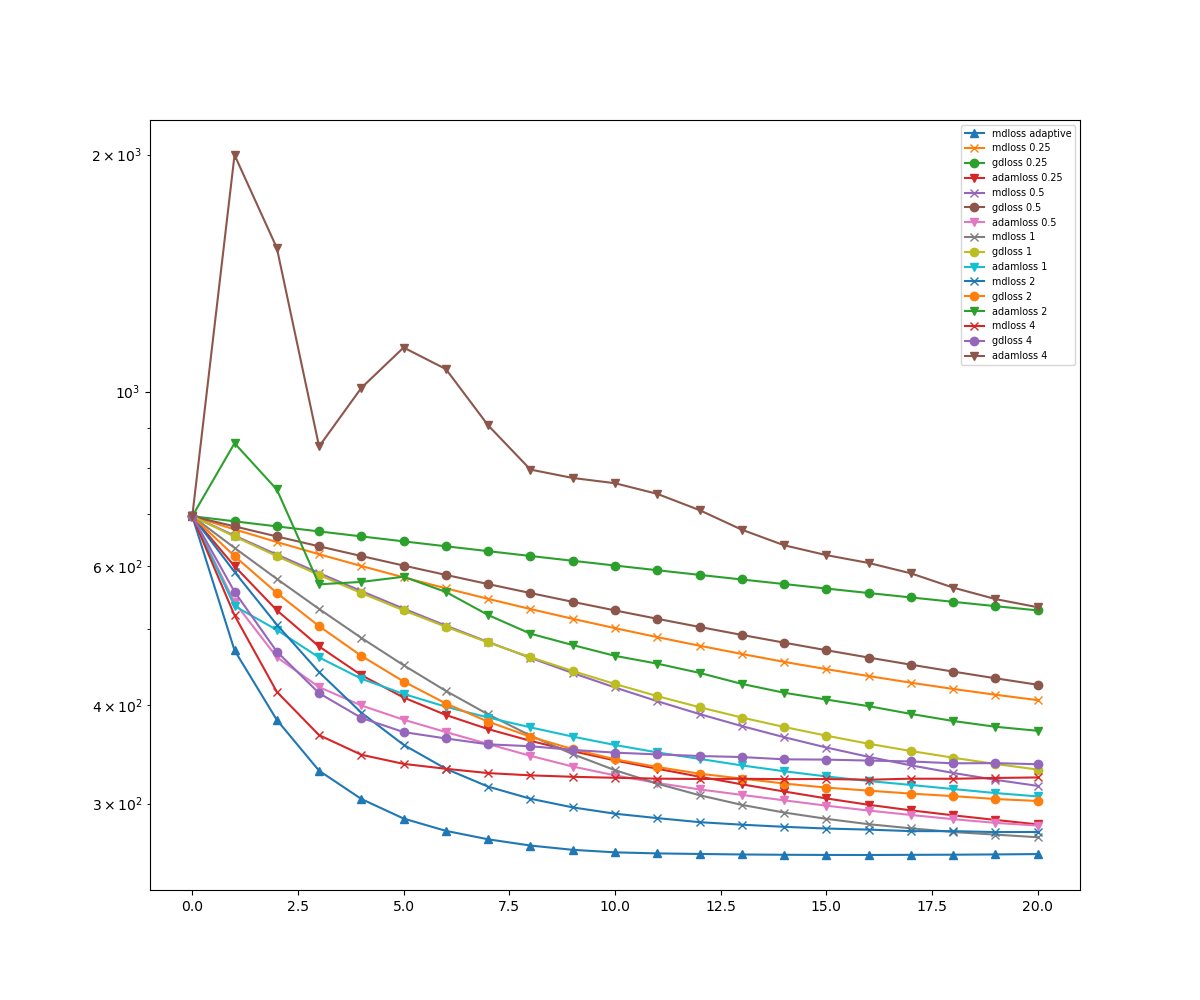 2 × 10³
10³
6 × 10²
4 × 10²
3 × 10²
0.0
2.5
5.0
7.5
10.0
12.5
15.0
17.5
20.0
mdloss adaptive
mdloss 0.25
gdloss 0.25
adamloss 0.25
mdloss 0.5
gdloss 0.5
adamloss 0.5
mdloss 1
gdloss 1
adamloss 1
mdloss 2
gdloss 2
adamloss 2
mdloss 4
gdloss 4
adamloss 4